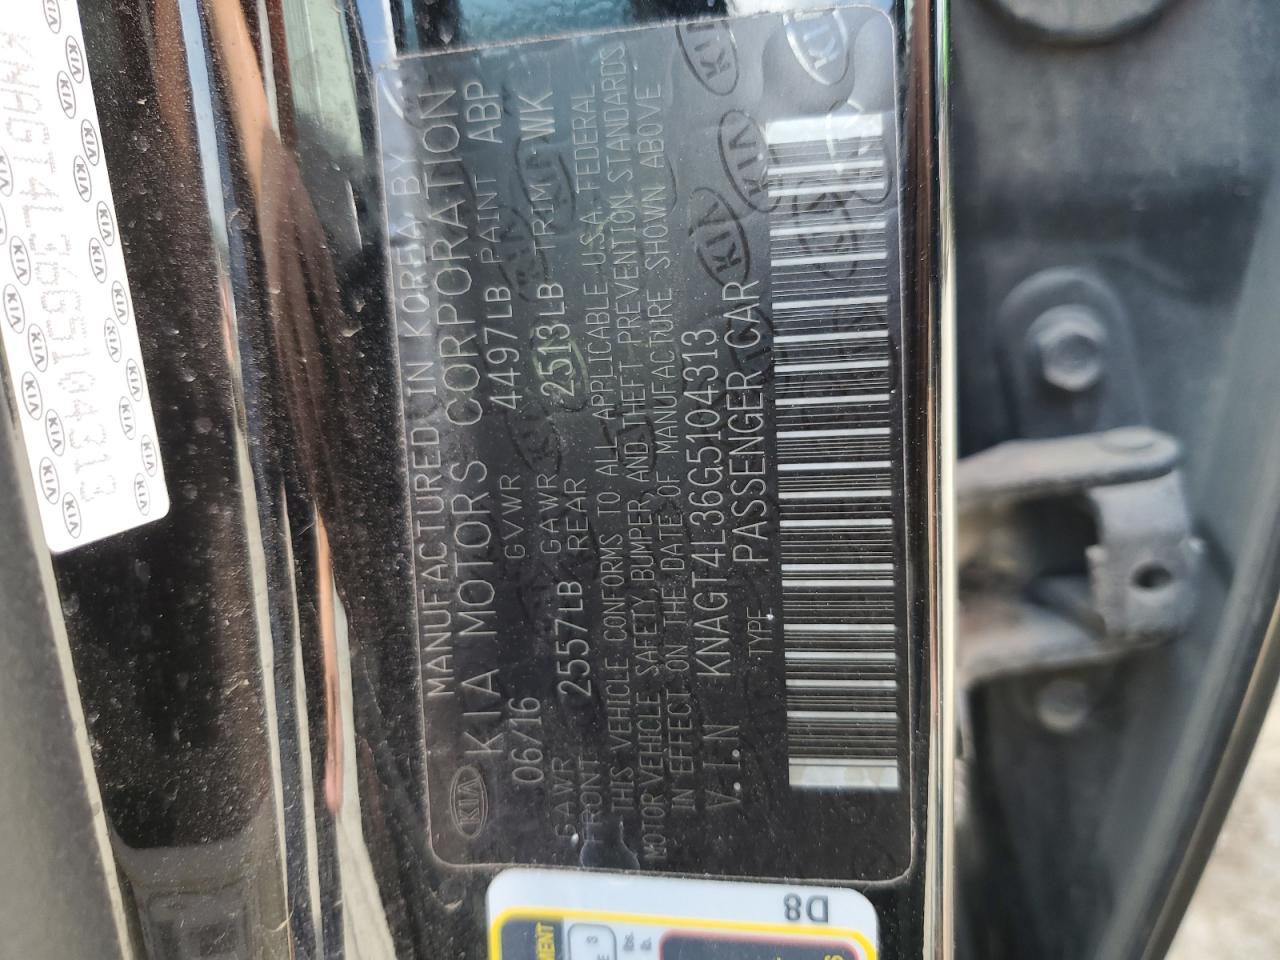 MANUFACTURED IN KOREA BY
KIA MOTORS CORPORATION
06/16 GVWR 4497LB PAINT ABP
GAWR FRONT 2557LB GAWR REAR 2513LB TRIM WK
THIS VEHICLE CONFORMS TO ALL APPLICABLE U.S.A. FEDERAL
MOTOR VEHICLE SAFETY, BUMPER, AND THEFT PREVENTION STANDARDS
IN EFFECT ON THE DATE OF MANUFACTURE SHOWN ABOVE
V.I.N KNAGT4L36G5104313
TYPE. PASSENGER CAR
KIA
D8